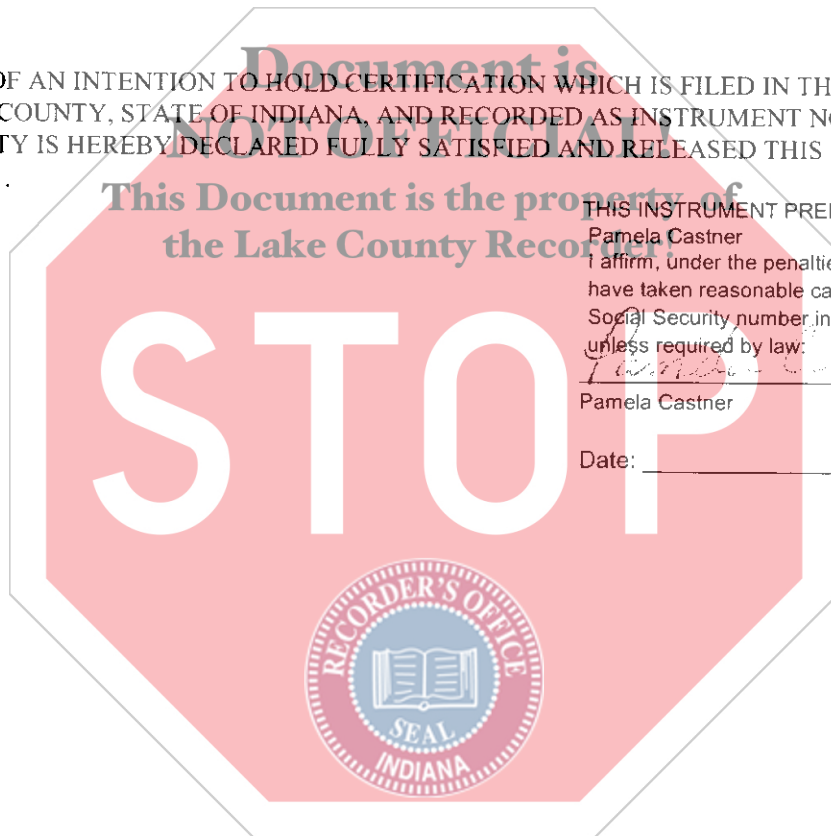 Document is
OF AN INTENTION TO HOLD CERTIFICATION WHICH IS FILED IN TH
COUNTY, STATE OF INDIANA, AND RECORDED AS INSTRUMENT NO
NOT OFFICIAL!
TY IS HEREBY DECLARED FULLY SATISFIED AND RELEASED THIS
.
This Document is the property of
the Lake County Recorder!
THIS INSTRUMENT PREP
Pamela Castner
I affirm, under the penaltie
have taken reasonable ca
Social Security number in
unless required by law:
Pamela
Pamela Castner
Date:
STOP
RECORDER'S OFFICE
SEAL
INDIANA